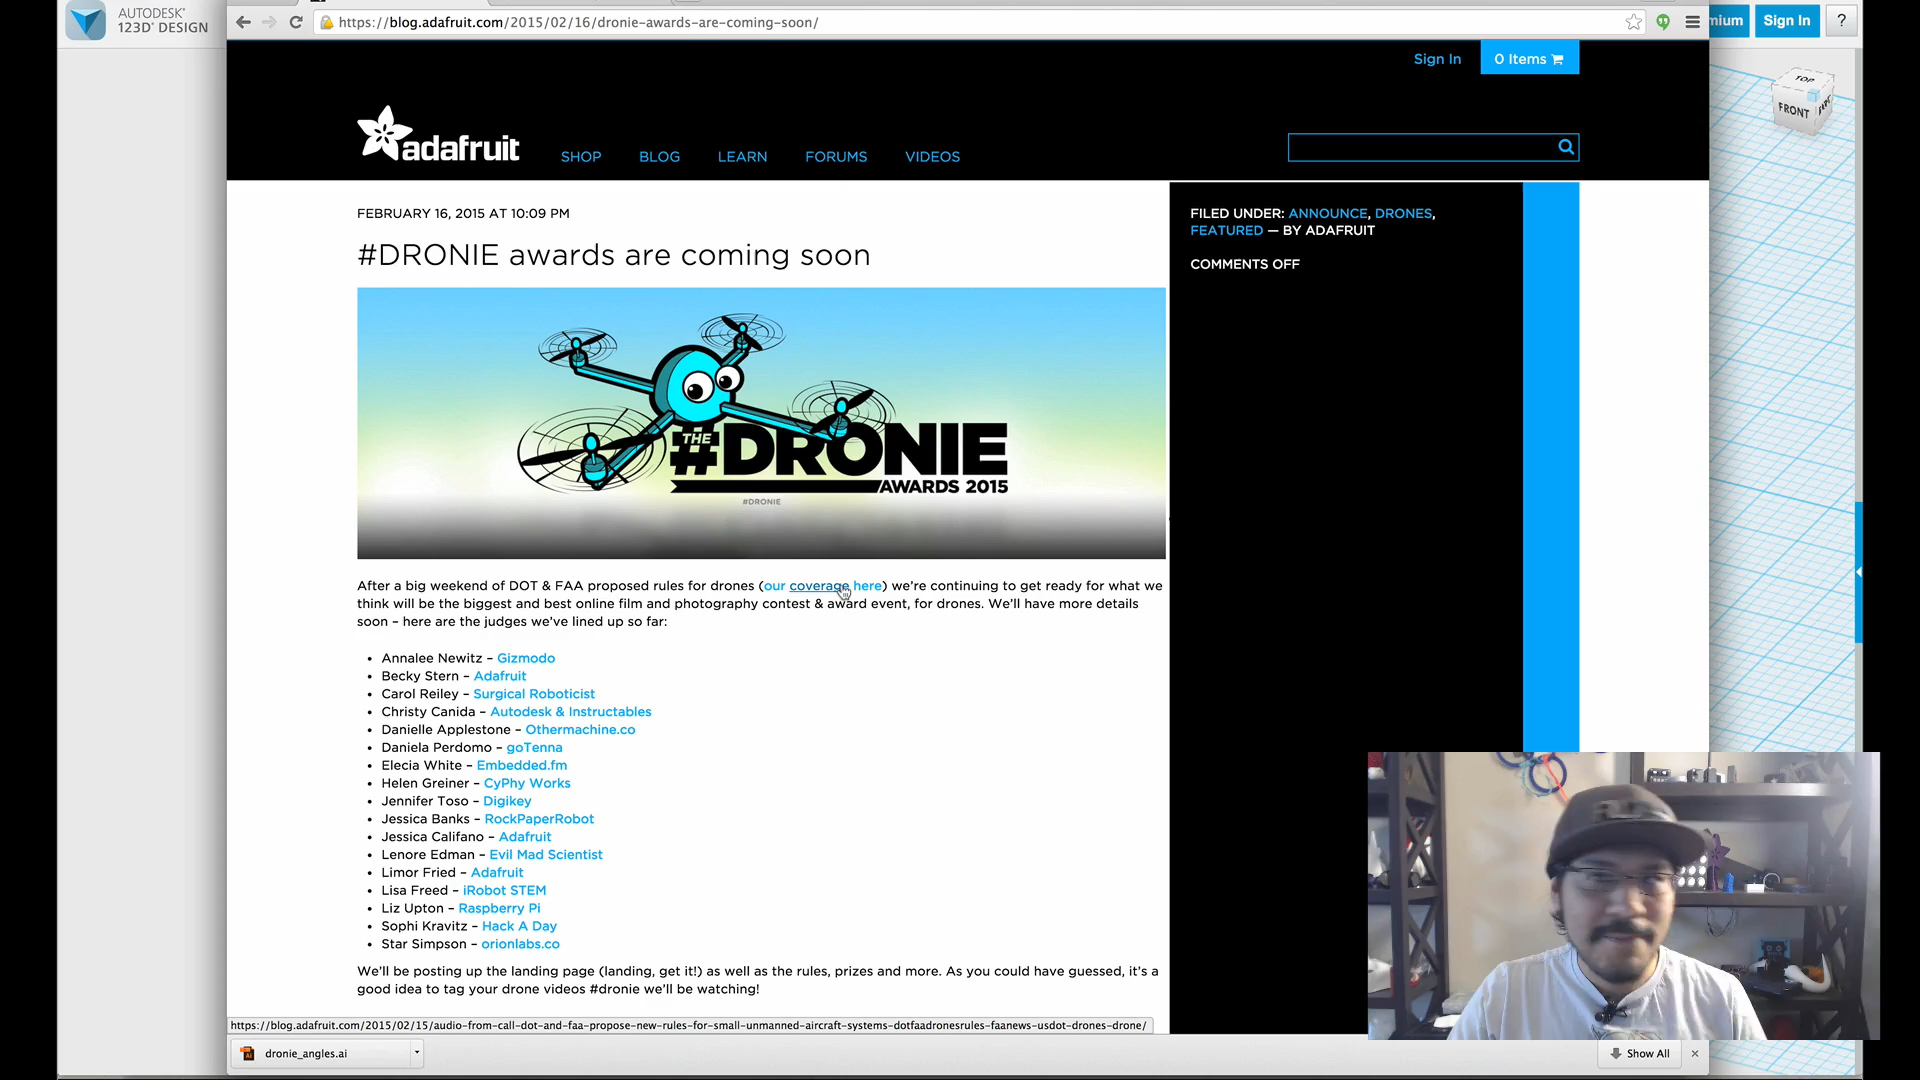 AUTODESK®
123D® DESIGN
https://blog.adafruit.com/2015/02/16/dronie-awards-are-coming-soon/
mium
Sign In
?
Sign In
0 Items
TOP
FRONT
adafruit
SHOP
BLOG
LEARN
FORUMS
VIDEOS
FEBRUARY 16, 2015 AT 10:09 PM
#DRONIE awards are coming soon
THE
#DRONIE
AWARDS 2015
#DRONIE
FILED UNDER: ANNOUNCE, DRONES,
FEATURED — BY ADAFRUIT
COMMENTS OFF
After a big weekend of DOT & FAA proposed rules for drones (our coverage here) we’re continuing to get ready for what we
think will be the biggest and best online film and photography contest & award event, for drones. We’ll have more details
soon – here are the judges we’ve lined up so far:
• Annalee Newitz – Gizmodo
• Becky Stern – Adafruit
• Carol Reiley – Surgical Roboticist
• Christy Canida – Autodesk & Instructables
• Danielle Applestone – Othermachine.co
• Daniela Perdomo – goTenna
• Elecia White – Embedded.fm
• Helen Greiner – CyPhy Works
• Jennifer Toso – Digikey
• Jessica Banks – RockPaperRobot
• Jessica Califano – Adafruit
• Lenore Edman – Evil Mad Scientist
• Limor Fried – Adafruit
• Lisa Freed – iRobot STEM
• Liz Upton – Raspberry Pi
• Sophi Kravitz – Hack A Day
• Star Simpson – orionlabs.co
We’ll be posting up the landing page (landing, get it!) as well as the rules, prizes and more. As you could have guessed, it’s a
good idea to tag your drone videos #dronie we’ll be watching!
https://blog.adafruit.com/2015/02/15/audio-from-call-dot-and-faa-propose-new-rules-for-small-unmanned-aircraft-systems-dotfaadronesrules-faanews-usdot-drones-drone/
dronie_angles.ai
Show All